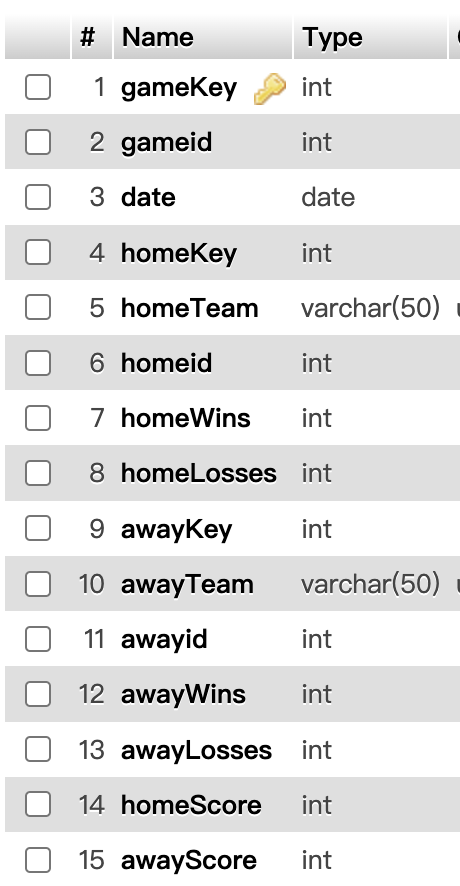 # Name Type
1 gameKey int
2 gameid int
3 date date
4 homeKey int
5 homeTeam varchar(50)
6 homeid int
7 homeWins int
8 homeLosses int
9 awayKey int
10 awayTeam varchar(50)
11 awayid int
12 awayWins int
13 awayLosses int
14 homeScore int
15 awayScore int